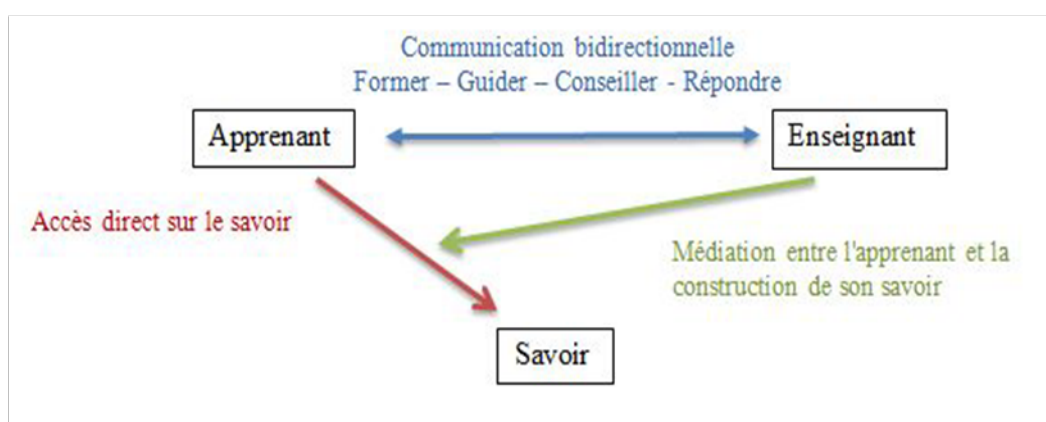 Communication bidirectionnelle
Former – Guider – Conseiller - Répondre
Apprenant
Enseignant
Accès direct sur le savoir
Médiation entre l'apprenant et la
construction de son savoir
Savoir